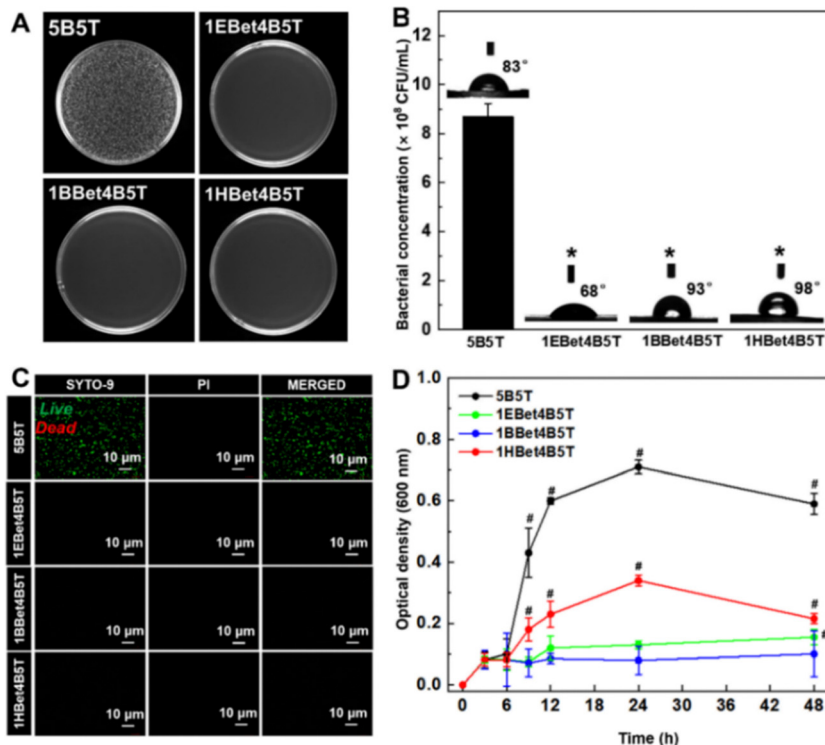 A
5B5T
1EBet4B5T
1BBet4B5T
1HBet4B5T
B
Bacterial concentration (× 10⁸ CFU/mL)
12
10
8
6
4
2
0
83°
*
68°
*
93°
*
98°
5B5T
1EBet4B5T
1BBet4B5T
1HBet4B5T
C
SYTO-9
PI
MERGED
5B5T
Live
Dead
10 μm
10 μm
10 μm
1EBet4B5T
10 μm
10 μm
10 μm
1BBet4B5T
10 μm
10 μm
10 μm
1HBet4B5T
10 μm
10 μm
10 μm
D
Optical density (600 nm)
1.0
0.8
0.6
0.4
0.2
0.0
5B5T
1EBet4B5T
1BBet4B5T
1HBet4B5T
# # # #
# # # #
#
0 6 12 18 24 30 36 42 48
Time (h)